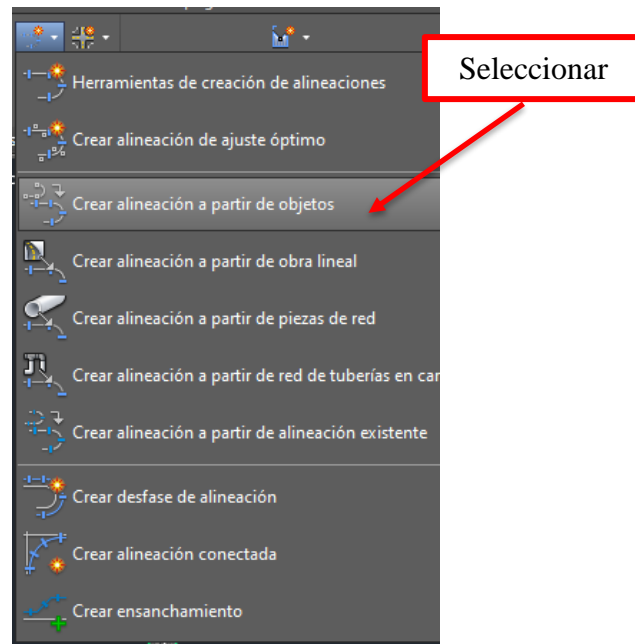 Seleccionar
Herramientas de creación de alineaciones
Crear alineación de ajuste óptimo
Crear alineación a partir de objetos
Crear alineación a partir de obra lineal
Crear alineación a partir de piezas de red
Crear alineación a partir de red de tuberías en car
Crear alineación a partir de alineación existente
Crear desfase de alineación
Crear alineación conectada
Crear ensanchamiento